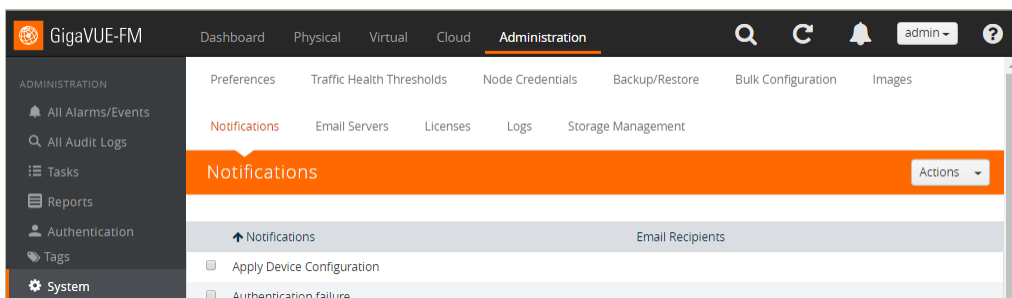 GigaVUE-FM Dashboard Physical Virtual Cloud Administration admin ?
ADMINISTRATION
All Alarms/Events
All Audit Logs
Tasks
Reports
Authentication
Tags
System
Preferences Traffic Health Thresholds Node Credentials Backup/Restore Bulk Configuration Images
Notifications Email Servers Licenses Logs Storage Management
Notifications Actions
Notifications Email Recipients
Apply Device Configuration
Authentication failure